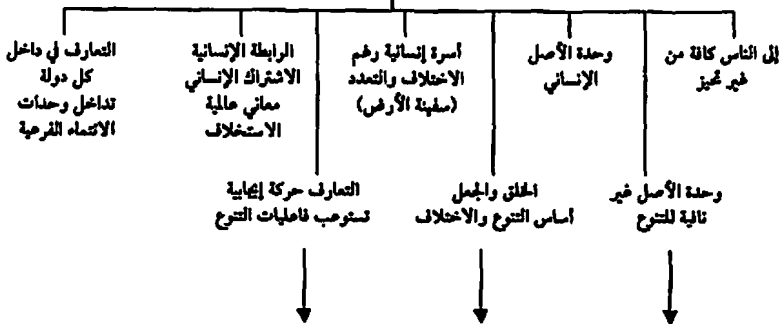 إلى الناس كافة من
غير تحيز
وحدة الأصل
الإنساني
أسرة إنسانية رغم
الاختلاف والتعدد
(سفينة الأرض)
الرابطة الإنسانية
الاشتراك الإنساني
معاني عالمية
الاستخلاف
التعارف في داخل
كل دولة
تداخل وحدات
الانتماء الفرعية
وحدة الأصل غير
نافية للتنوع
الخلق والجعل
أساس التنوع والاختلاف
التعارف حركة إيجابية
تستوعب فاعليات التنوع